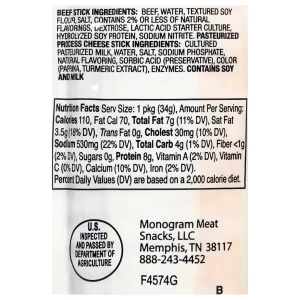 BEEF STICK INGREDIENTS: BEEF, WATER, TEXTURED SOY
FLOUR, SALT, CONTAINS 2% OR LESS OF NATURAL
FLAVORINGS, DEXTROSE, LACTIC ACID STARTER CULTURE,
HYDROLYZED SOY PROTEIN, SODIUM NITRITE. PASTEURIZED
PROCESS CHEESE STICK INGREDIENTS: CULTURED
PASTEURIZED MILK, WATER, SALT, SODIUM PHOSPHATE,
NATURAL FLAVORING, SORBIC ACID (PRESERVATIVE), COLOR
(PAPRIKA, TURMERIC EXTRACT), ENZYMES. CONTAINS SOY
AND MILK
Nutrition Facts Serv Size: 1 pkg (34g), Amount Per Serving:
Calories 110, Fat Cal 70, Total Fat 7g (11% DV), Sat Fat
3.5g (18% DV), Trans Fat 0g, Cholest 30mg (10% DV),
Sodium 530mg (22% DV), Total Carb 4g (1% DV), Fiber <1g
(2% DV), Sugars 0g, Protein 8g, Vitamin A (2% DV), Vitamin
C (0% DV), Calcium (10% DV), Iron (2% DV).
Percent Daily Values (DV) are based on a 2,000 calorie diet.
U.S.
INSPECTED
AND PASSED BY
DEPARTMENT OF
AGRICULTURE
Monogram Meat
Snacks, LLC
Memphis, TN 38117
888-243-4452
F4574G
B